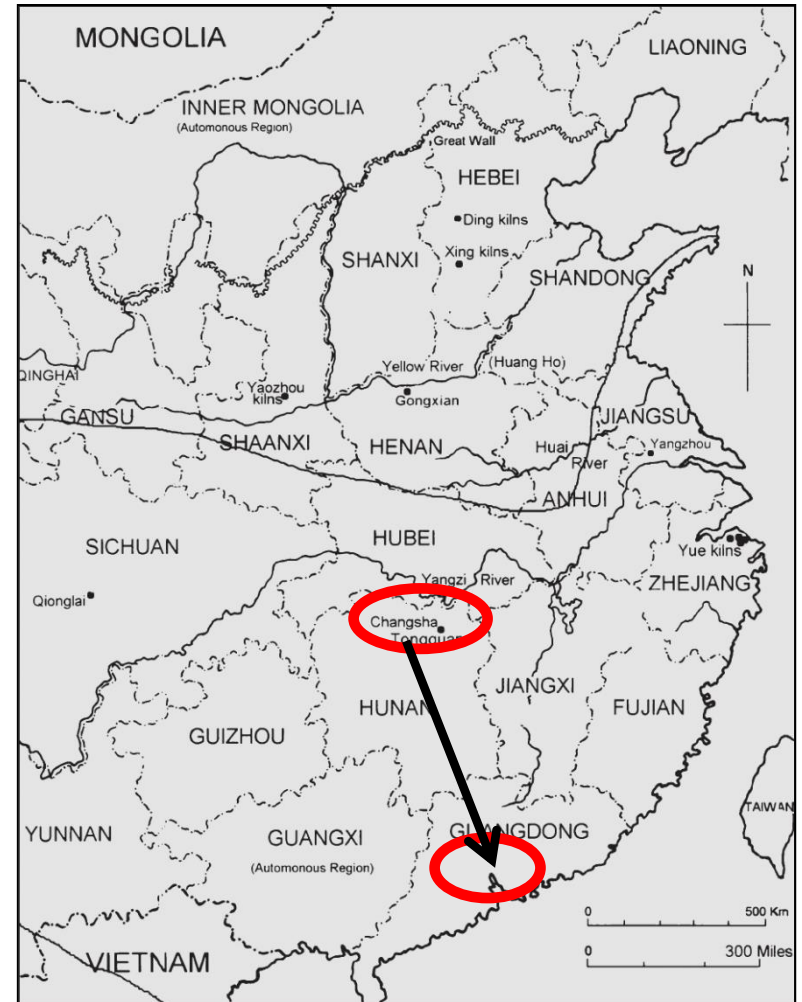 MONGOLIA
LIAONING
INNER MONGOLIA
(Automonous Region)
Great Wall
HEBEI
Ding kilns
Xing kilns
SHANXI
SHANDONG
N
QINGHAI
Yellow River
(Huang Ho)
Yaozhou
kilns
Gongxian
GANSU
JIANGSU
SHAANXI
HENAN
Huai
River
Yangzhou
ANHUI
HUBEI
SICHUAN
Yue kilns
Yangzi River
ZHEJIANG
Qionglai
Changsha
Tongguan
JIANGXI
HUNAN
FUJIAN
GUIZHOU
TAIWAN
YUNNAN
GUANGXI
(Automonous Region)
GUANGDONG
0 500 Km
0 300 Miles
VIETNAM